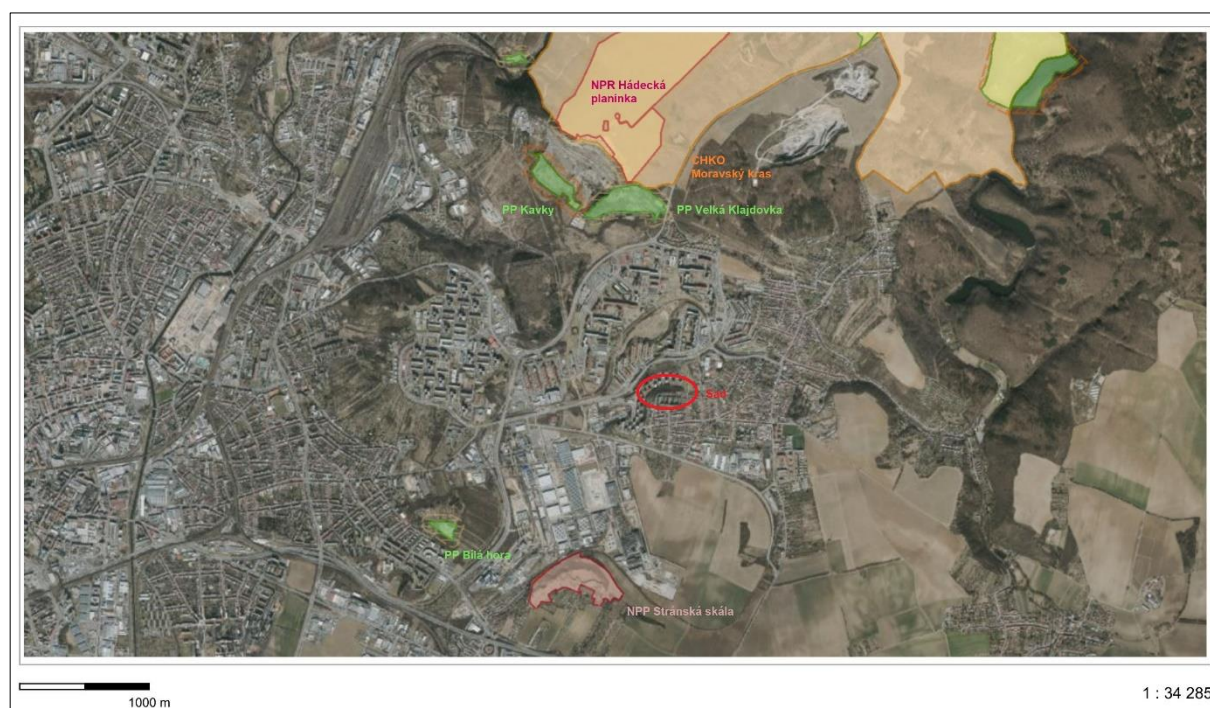 NPR Hádecká
planinka
CHKO
Moravský kras
PP Kavky
PP Velká Klajdovka
Sad
PP Bílá hora
NPP Stránská skála
1000 m
1 : 34 285